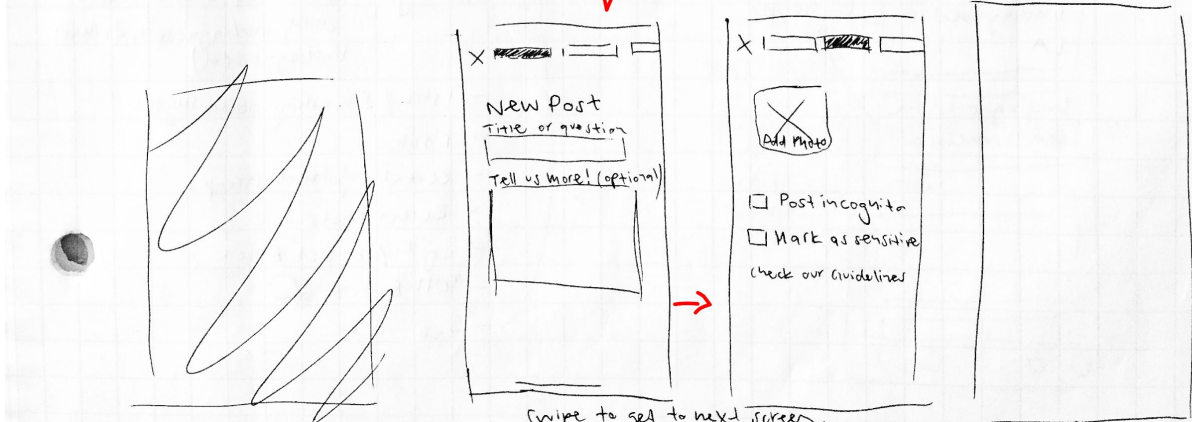 X
New Post
Title or question
Tell us more! (optional)
X
Add Photo
Post incognito
Mark as sensitive
Check our Guidelines
Swipe to get to next screen